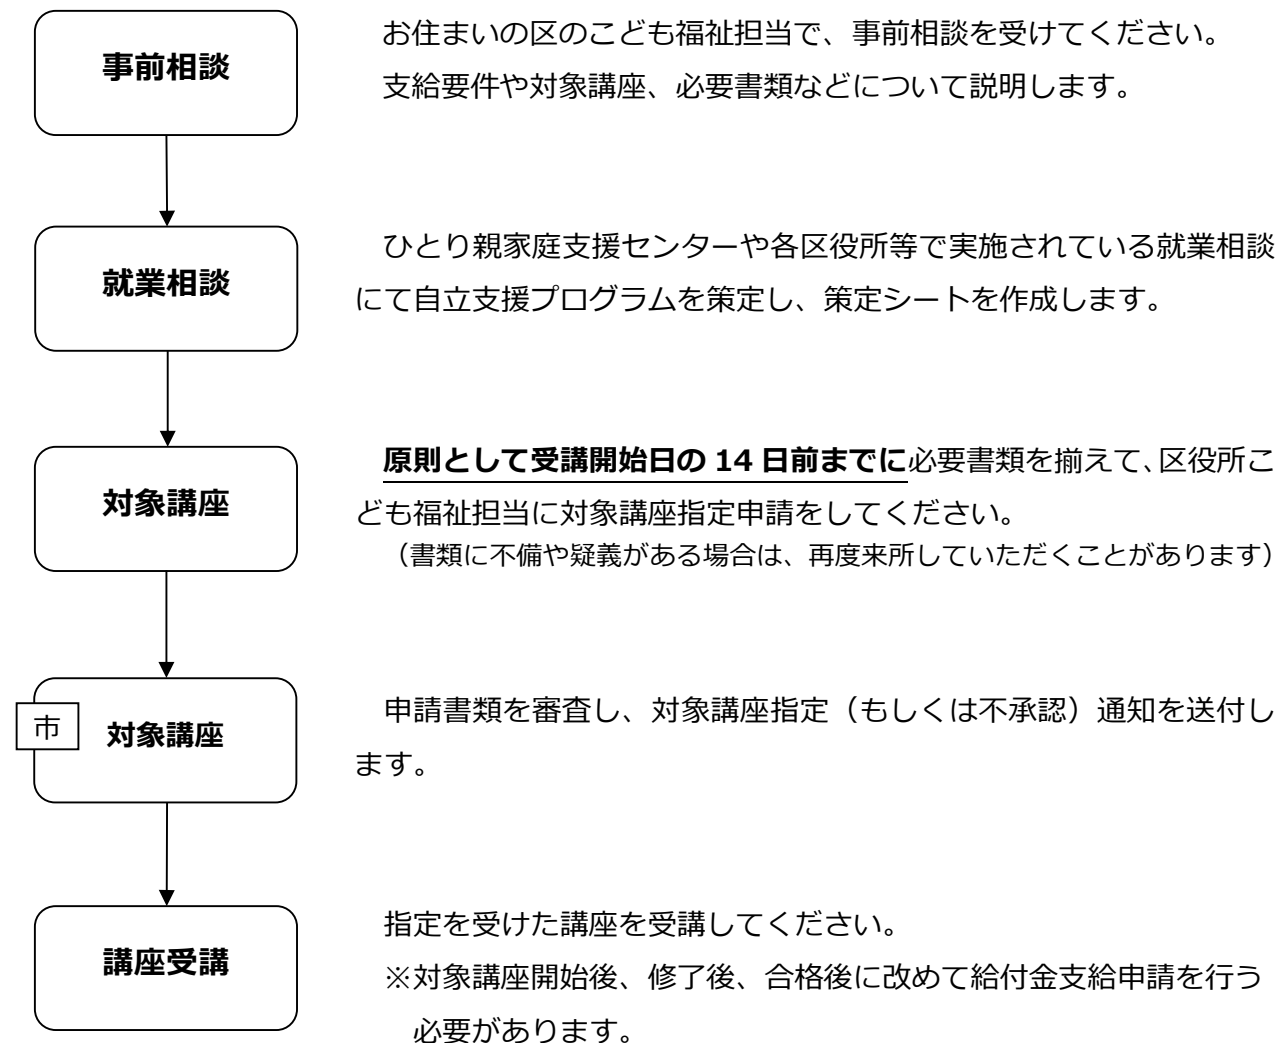 事前相談
お住まいの区のこども福祉担当で、事前相談を受けてください。
支給要件や対象講座、必要書類などについて説明します。
就業相談
ひとり親家庭支援センターや各区役所等で実施されている就業相談
にて自立支援プログラムを策定し、策定シートを作成します。
対象講座
原則として受講開始日の 14 日前までに必要書類を揃えて、区役所こ
ども福祉担当に対象講座指定申請をしてください。
（書類に不備や疑義がある場合は、再度来所していただくことがあります）
市
対象講座
申請書類を審査し、対象講座指定（もしくは不承認）通知を送付し
ます。
講座受講
指定を受けた講座を受講してください。
※対象講座開始後、修了後、合格後に改めて給付金支給申請を行う
必要があります。